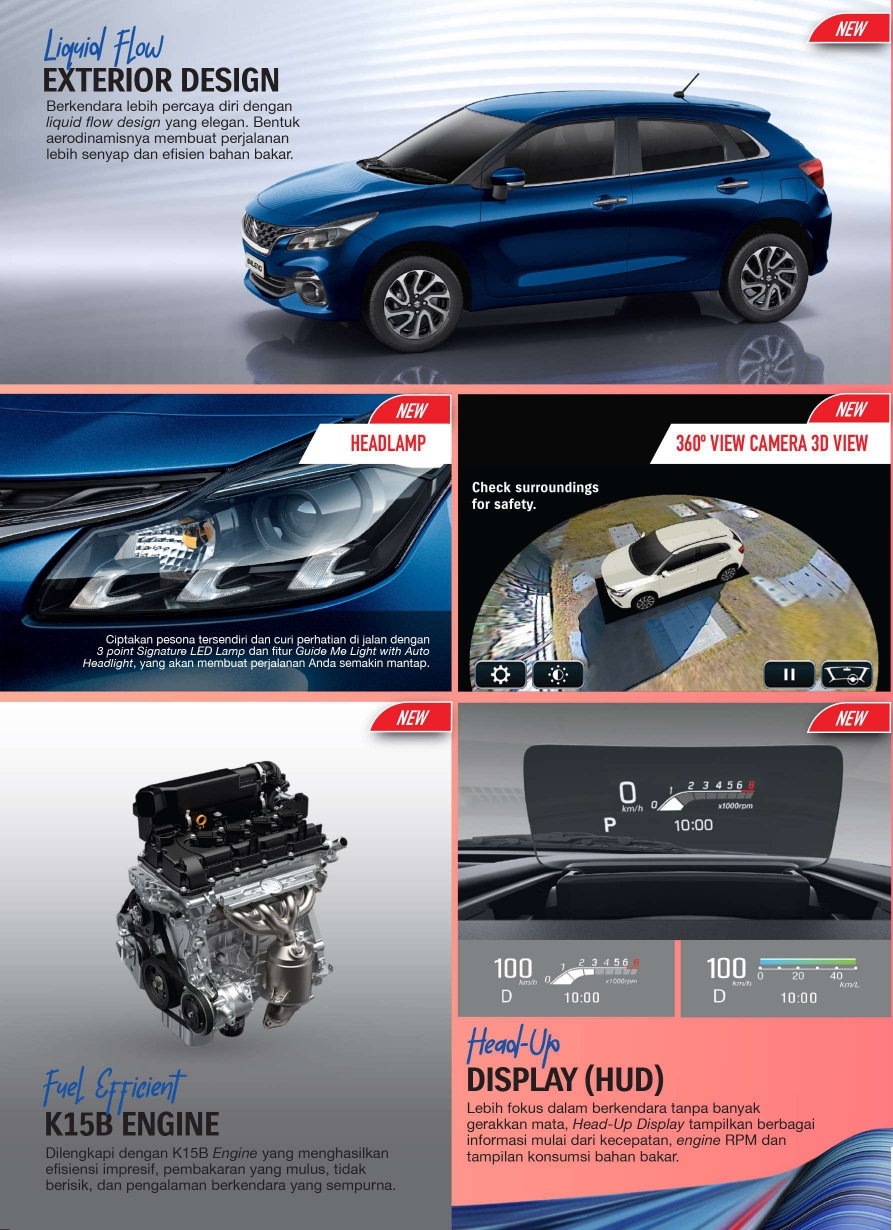 NEW
Liquid Flow
EXTERIOR DESIGN
Berkendara lebih percaya diri dengan
liquid flow design yang elegan. Bentuk
aerodinamisnya membuat perjalanan
lebih senyap dan efisien bahan bakar.
BALENO
NEW
HEADLAMP
Ciptakan pesona tersendiri dan curi perhatian di jalan dengan
3 point Signature LED Lamp dan fitur Guide Me Light with Auto
Headlight, yang akan membuat perjalanan Anda semakin mantap.
NEW
360º VIEW CAMERA 3D VIEW
Check surroundings
for safety.
NEW
Fuel Efficient
K15B ENGINE
Dilengkapi dengan K15B Engine yang menghasilkan
efisiensi impresif, pembakaran yang mulus, tidak
berisik, dan pengalaman berkendara yang sempurna.
NEW
0 km/h
0 1 2 3 4 5 6 8
x1000rpm
P 10:00
100 km/h
0 1 2 3 4 5 6 8
x1000rpm
D 10:00
100 km/h
0 20 40
km/L
D 10:00
Head-Up
DISPLAY (HUD)
Lebih fokus dalam berkendara tanpa banyak
gerakkan mata, Head-Up Display tampilkan berbagai
informasi mulai dari kecepatan, engine RPM dan
tampilan konsumsi bahan bakar.